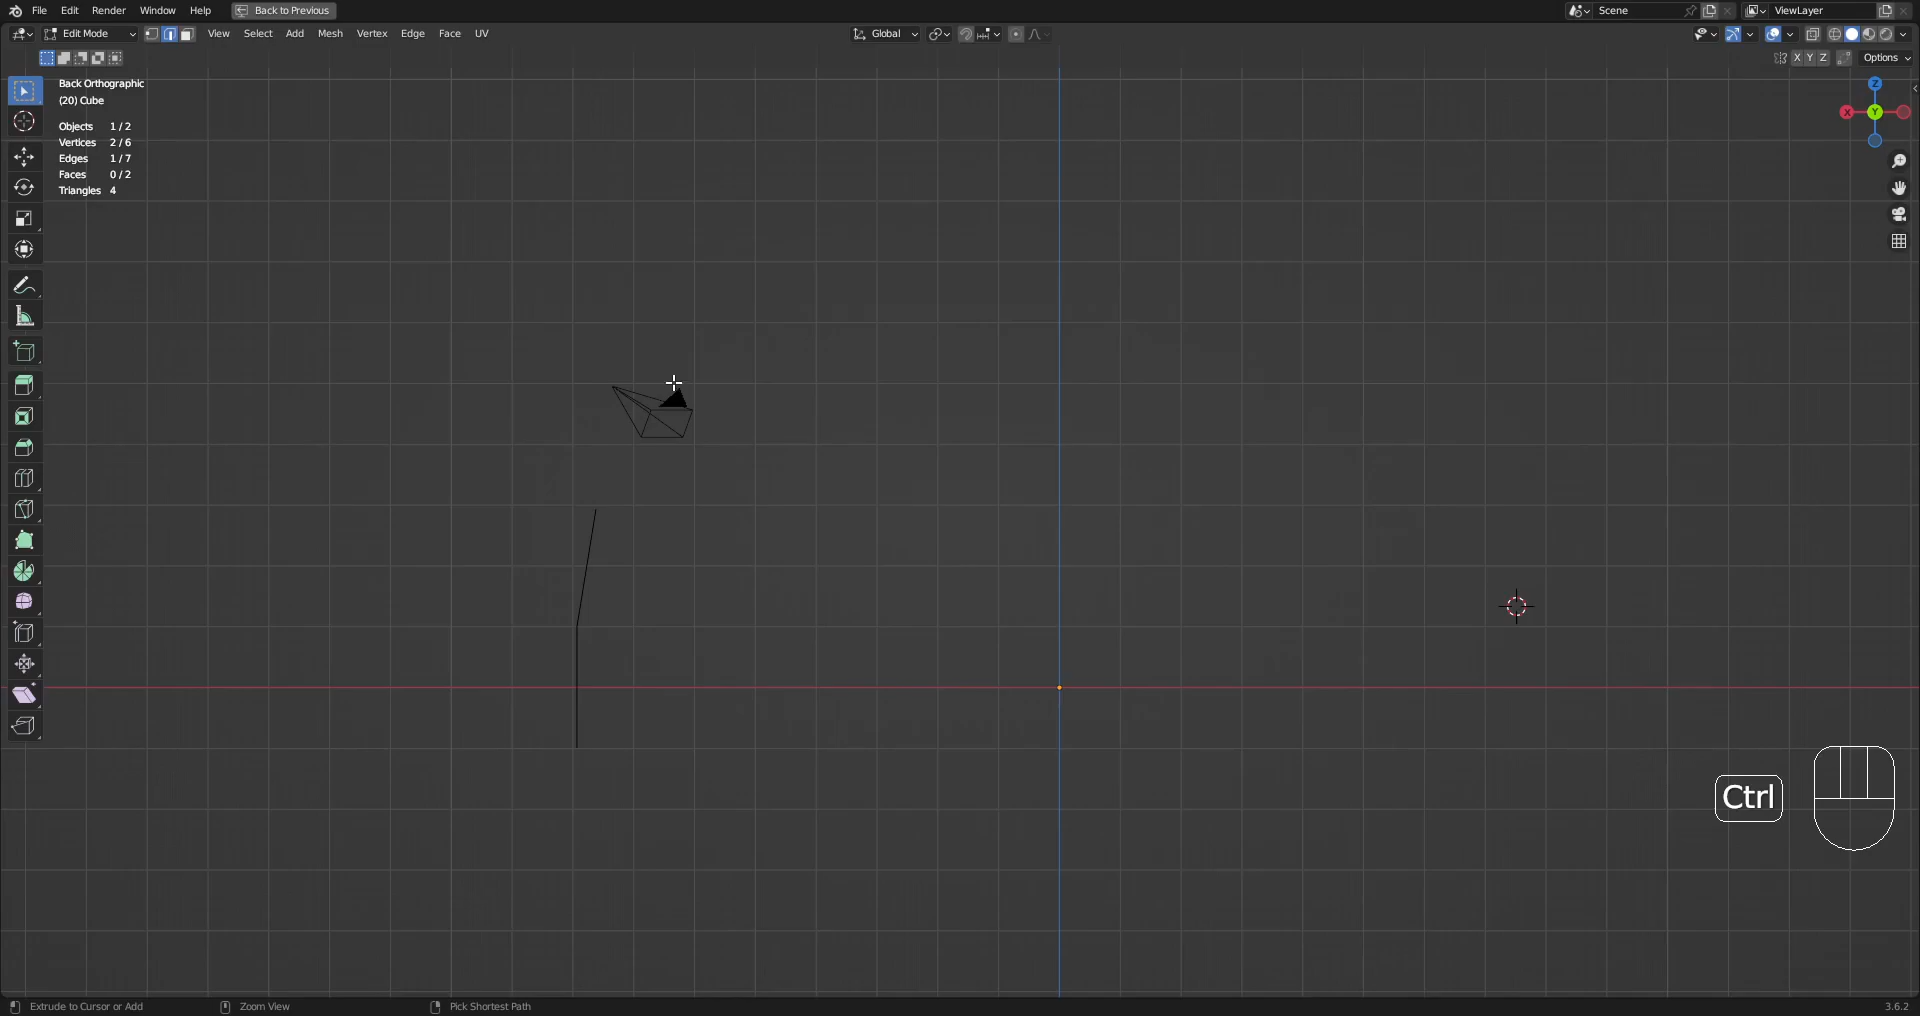 File Edit Render Window Help Back to Previous Scene ViewLayer
Edit Mode View Select Add Mesh Vertex Edge Face UV Global
X Y Z Options
Back Orthographic
(20) Cube
Objects 1 / 2
Vertices 2 / 6
Edges 1 / 7
Faces 0 / 2
Triangles 4
Z
X Y
Ctrl
Extrude to Cursor or Add Zoom View Pick Shortest Path 3.6.2